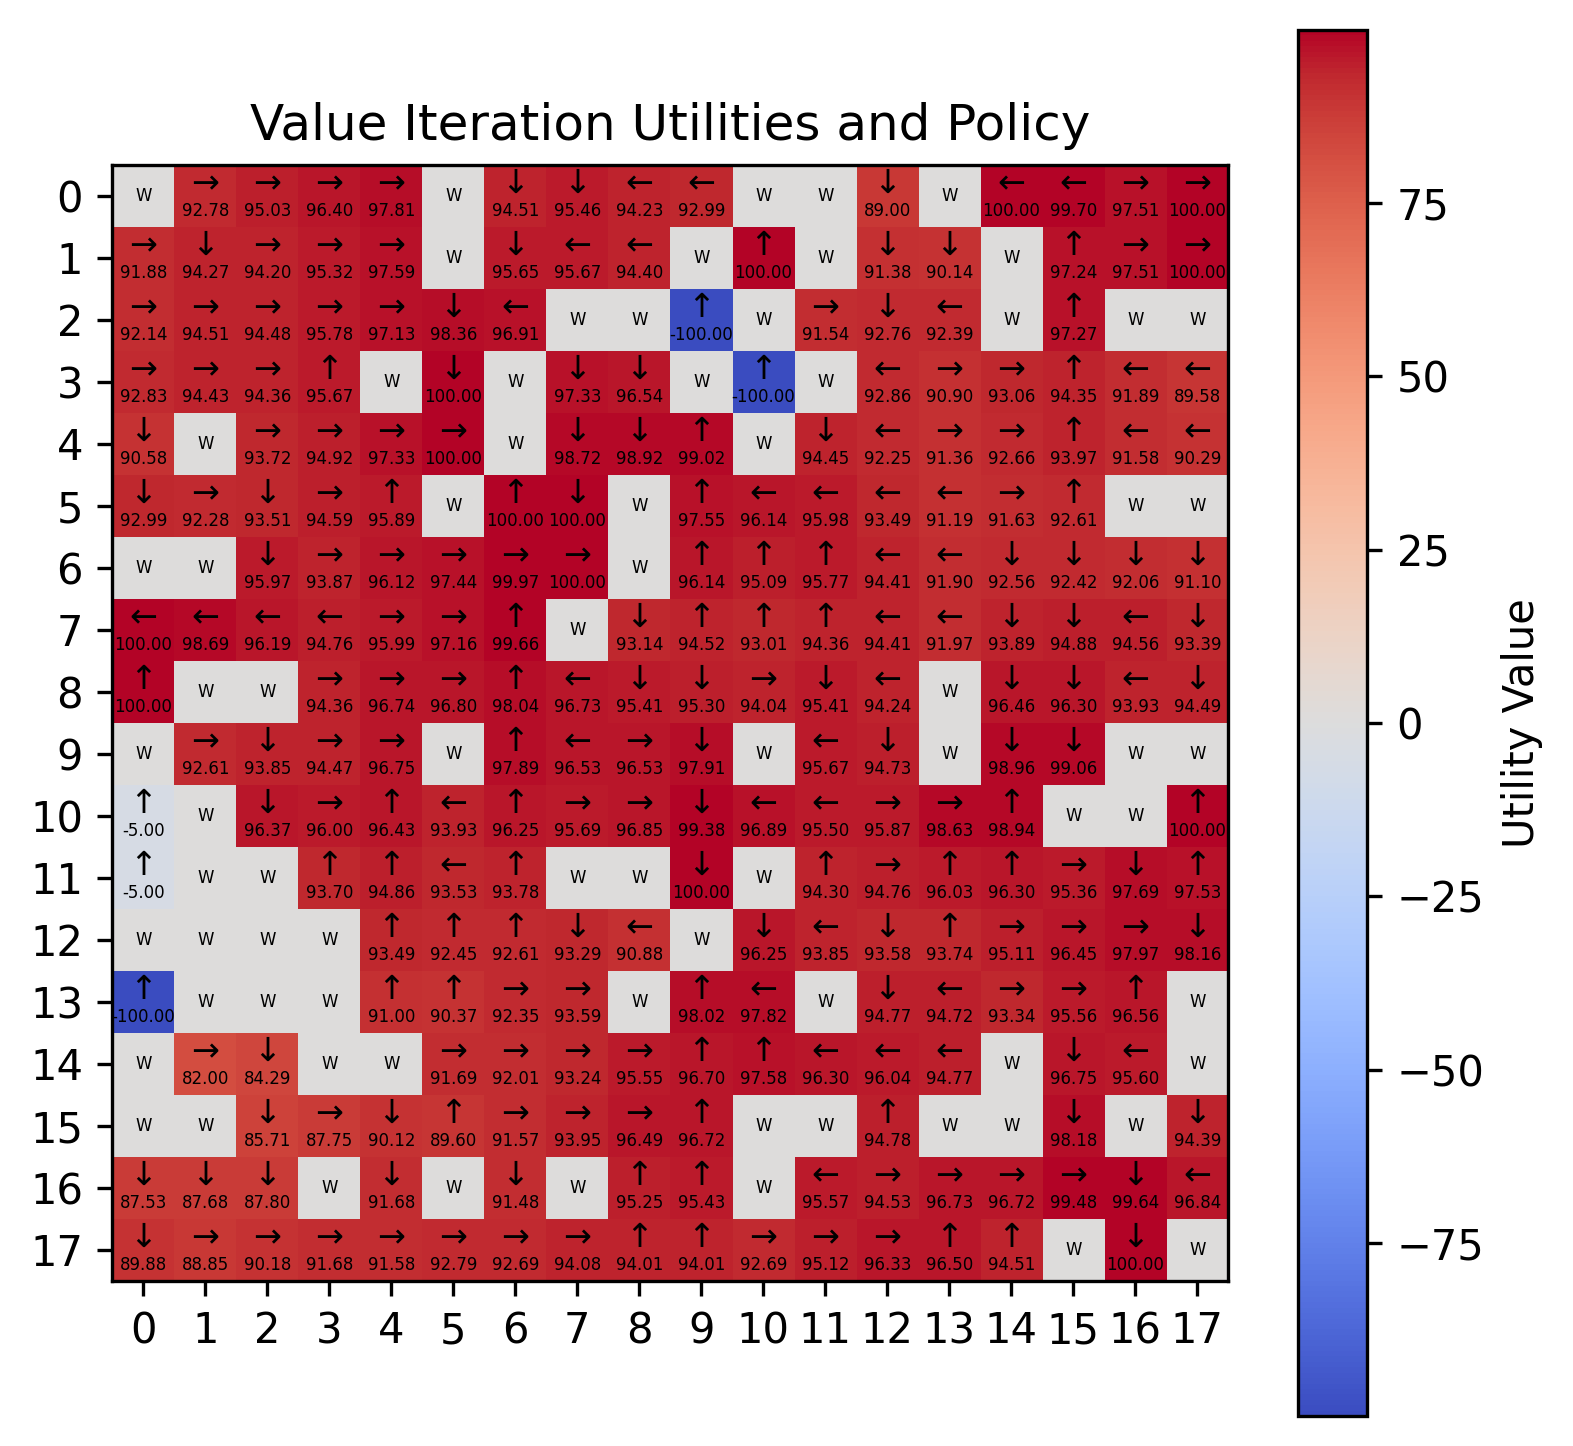 Value Iteration Utilities and Policy
0 W → → → → W ↓ ↓ ← ← W W ↓ W ← ← → →
92.78 95.03 96.40 97.81 94.51 95.46 94.23 92.99 89.00 100.00 99.70 97.51 100.00
1 → ↓ → → → W ↓ ← ← W ↑ W ↓ ↓ W ↑ → →
91.88 94.27 94.20 95.32 97.59 95.65 95.67 94.40 100.00 91.38 90.14 97.24 97.51 100.00
2 → → → → → ↓ ← W W ↑ W → ↓ ← W ↑ W W
92.14 94.51 94.48 95.78 97.13 98.36 96.91 -100.00 91.54 92.76 92.39 97.27
3 → → → ↑ W ↓ W ↓ ↓ W ↑ W ← → → ↑ ← ←
92.83 94.43 94.36 95.67 100.00 97.33 96.54 -100.00 92.86 90.90 93.06 94.35 91.89 89.58
4 ↓ W → → → → W ↓ ↓ ↑ W ↓ ← → → ↑ ← ←
90.58 93.72 94.92 97.33 100.00 98.72 98.92 99.02 94.45 92.25 91.36 92.66 93.97 91.58 90.29
5 ↓ → ↓ → ↑ W ↑ ↓ W ↑ ← ← ← ← → ↑ W W
92.99 92.28 93.51 94.59 95.89 100.00 100.00 97.55 96.14 95.98 93.49 91.19 91.63 92.61
6 W W ↓ → → → → → W ↑ ↑ ↑ ← ← ↓ ↓ ↓ ↓
95.97 93.87 96.12 97.44 99.97 100.00 96.14 95.09 95.77 94.41 91.90 92.56 92.42 92.06 91.10
7 ← ← ← ← → → ↑ W ↓ ↑ ↑ ↑ ← ← ↓ ↓ ← ↓
100.00 98.69 96.19 94.76 95.99 97.16 99.66 93.14 94.52 93.01 94.36 94.41 91.97 93.89 94.88 94.56 93.39
8 ↑ W W → → → ↑ ← ↓ ↓ → ↓ ← W ↓ ↓ ← ↓
100.00 94.36 96.74 96.80 98.04 96.73 95.41 95.30 94.04 95.41 94.24 96.46 96.30 93.93 94.49
9 W → ↓ → → W ↑ ← → ↓ W ← ↓ W ↓ ↓ W W
92.61 93.85 94.47 96.75 97.89 96.53 96.53 97.91 95.67 94.73 98.96 99.06
10 ↑ W ↓ → ↑ ← ↑ → → ↓ ← ← → → ↑ W W ↑
-5.00 96.37 96.00 96.43 93.93 96.25 95.69 96.85 99.38 96.89 95.50 95.87 98.63 98.94 100.00
11 ↑ W W ↑ ↑ ← ↑ W W ↓ W ↑ → ↑ ↑ → ↓ ↑
-5.00 93.70 94.86 93.53 93.78 100.00 94.30 94.76 96.03 96.30 95.36 97.69 97.53
12 W W W W ↑ ↑ ↑ ↓ ← W ↓ ← ↓ ↑ → → → ↓
93.49 92.45 92.61 93.29 90.88 96.25 93.85 93.58 93.74 95.11 96.45 97.97 98.16
13 ↑ W W W ↑ ↑ → → W ↑ ← W ↓ ← → → ↑ W
-100.00 91.00 90.37 92.35 93.59 98.02 97.82 94.77 94.72 93.34 95.56 96.56
14 W → ↓ W W → → → → ↑ ↑ ← ← ← W ↓ ← W
82.00 84.29 91.69 92.01 93.24 95.55 96.70 97.58 96.30 96.04 94.77 96.75 95.60
15 W W ↓ → ↓ ↑ → → → ↑ W W ↑ W W ↓ W ↓
85.71 87.75 90.12 89.60 91.57 93.95 96.49 96.72 94.78 98.18 94.39
16 ↓ ↓ ↓ W ↓ W ↓ W ↑ ↑ W ← → → → → ↓ ←
87.53 87.68 87.80 91.68 91.48 95.25 95.43 95.57 94.53 96.73 96.72 99.48 99.64 96.84
17 ↓ → → → → → → → ↑ ↑ → → → ↑ ↑ W ↓ W
89.88 88.85 90.18 91.68 91.58 92.79 92.69 94.08 94.01 94.01 92.69 95.12 96.33 96.50 94.51 100.00
0 1 2 3 4 5 6 7 8 9 10 11 12 13 14 15 16 17
75
50
25
0
−25
−50
−75
Utility Value